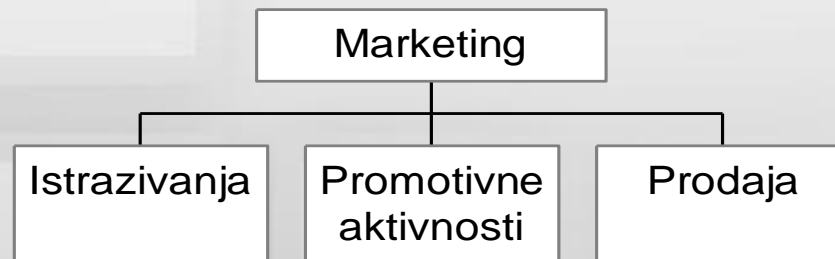 Marketing
Istrazivanja
Promotivne
aktivnosti
Prodaja